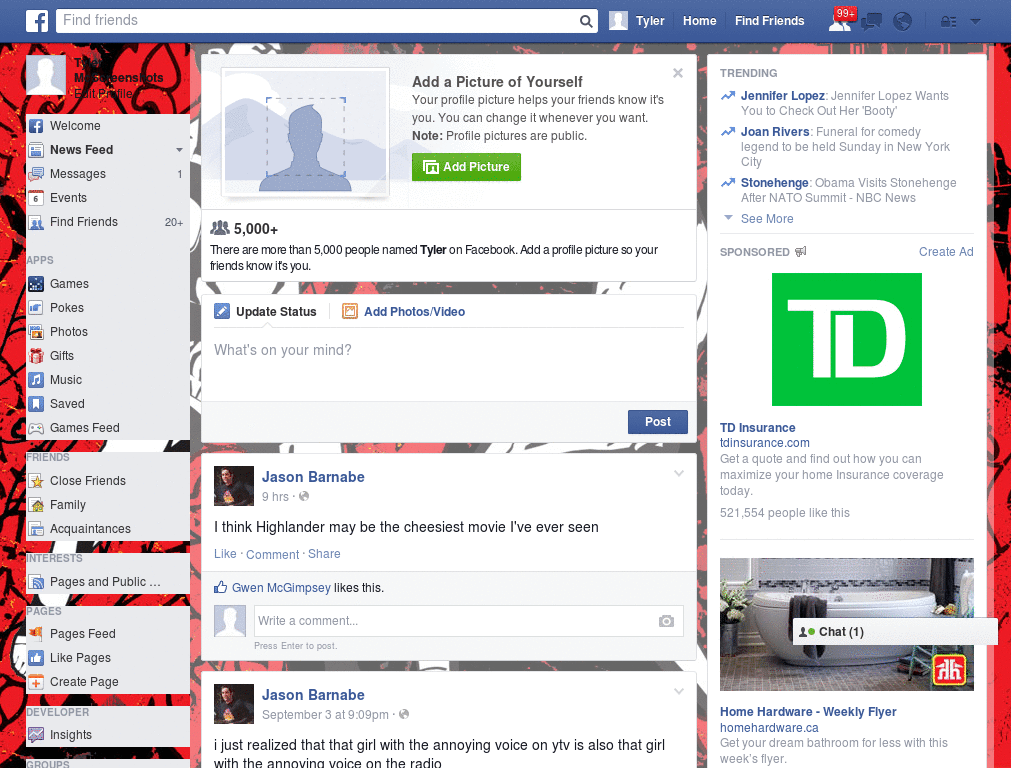 Find friends
Tyler
Home
Find Friends
99+
Tyler
McScreenshots
Edit Profile
Welcome
News Feed
Messages 1
6 Events
Find Friends 20+
APPS
Games
Pokes
Photos
Gifts
Music
Saved
Games Feed
FRIENDS
Close Friends
Family
Acquaintances
INTERESTS
Pages and Public ...
PAGES
Pages Feed
Like Pages
Create Page
DEVELOPER
Insights
GROUPS
Add a Picture of Yourself
Your profile picture helps your friends know it's
you. You can change it whenever you want.
Note: Profile pictures are public.
Add Picture
5,000+
There are more than 5,000 people named Tyler on Facebook. Add a profile picture so your
friends know it's you.
Update Status
Add Photos/Video
What's on your mind?
Post
Jason Barnabe
9 hrs ·
I think Highlander may be the cheesiest movie I've ever seen
Like · Comment · Share
Gwen McGimpsey likes this.
Write a comment...
Press Enter to post.
Jason Barnabe
September 3 at 9:09pm ·
i just realized that that girl with the annoying voice on ytv is also that girl
with the annoying voice on the radio
TRENDING
Jennifer Lopez: Jennifer Lopez Wants
You to Check Out Her 'Booty'
Joan Rivers: Funeral for comedy
legend to be held Sunday in New York
City
Stonehenge: Obama Visits Stonehenge
After NATO Summit - NBC News
See More
SPONSORED
Create Ad
TD
TD Insurance
tdinsurance.com
Get a quote and find out how you can
maximize your home Insurance coverage
today.
521,554 people like this
Chat (1)
Home Hardware - Weekly Flyer
homehardware.ca
Get your dream bathroom for less with this
week's flyer.